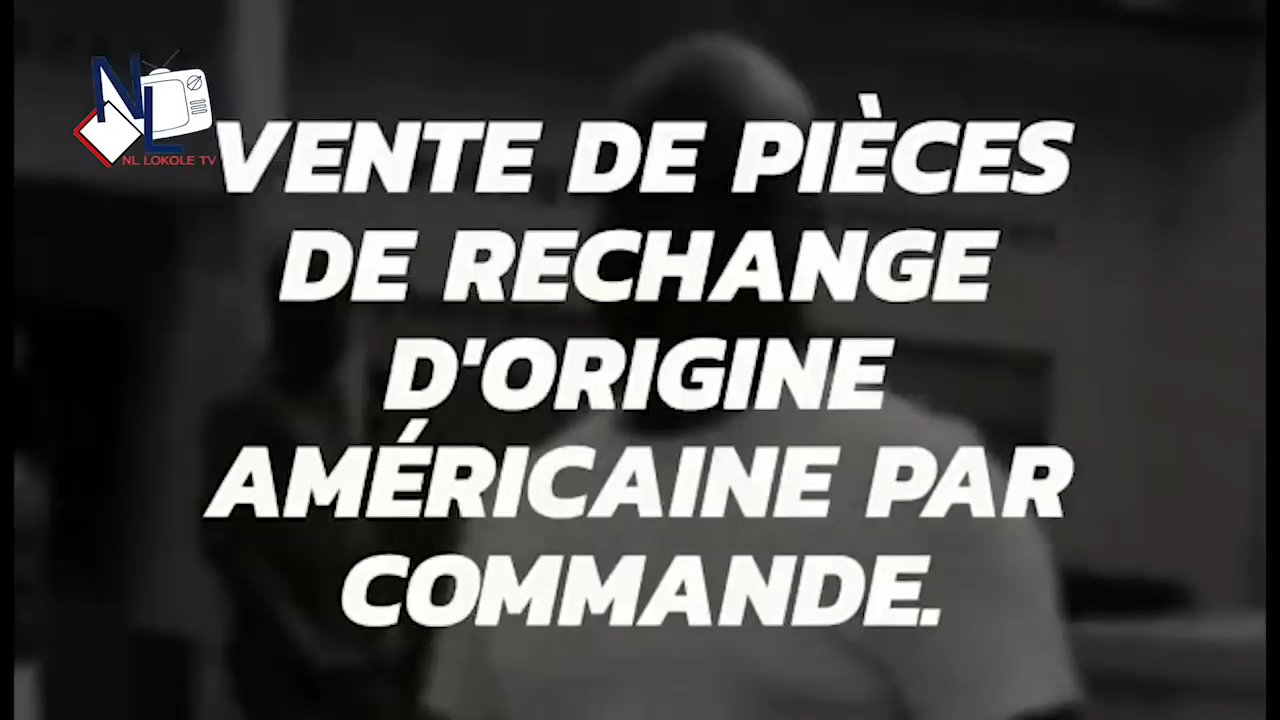 NL
NL LOKOLE TV
VENTE DE PIÈCES
DE RECHANGE
D'ORIGINE
AMÉRICAINE PAR
COMMANDE.